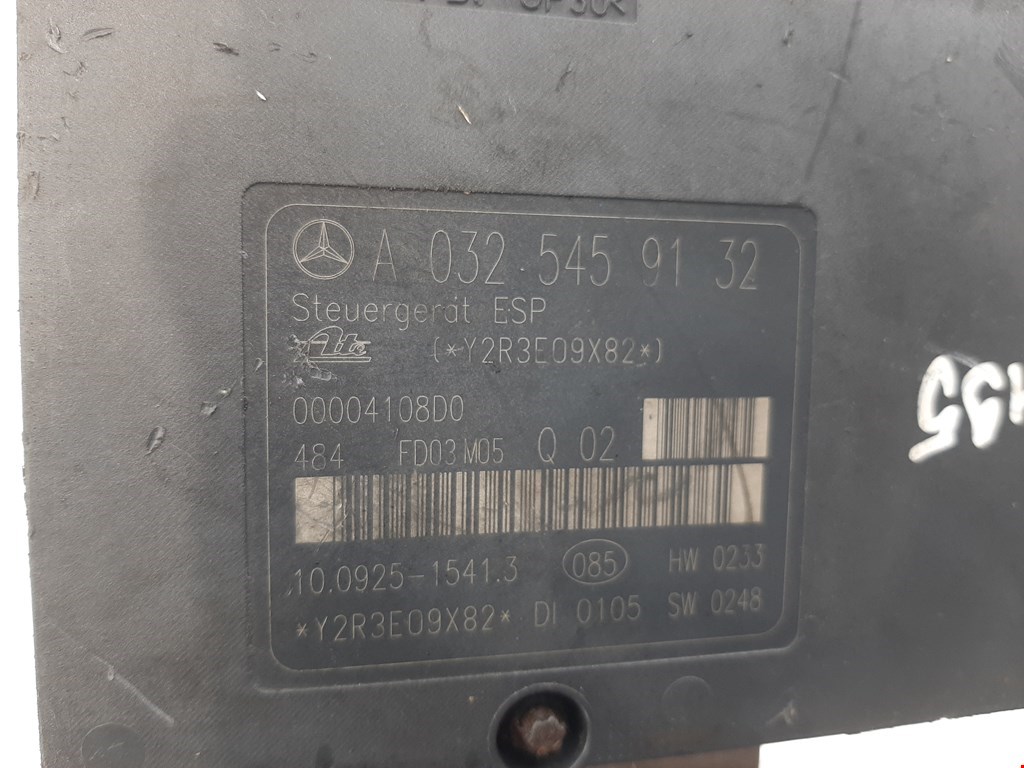 A 032 545 91 32
Steuergerät ESP
Ate (*Y2R3E09X82*)
00004108D0
484 FD03 M05 Q 02
10.0925-1541.3 085 HW 0233
*Y2R3E09X82* DI 0105 SW 0248